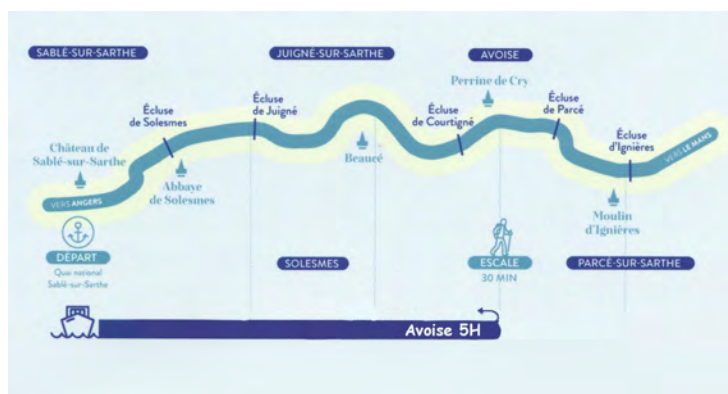 SABLÉ-SUR-SARTHE
JUIGNÉ-SUR-SARTHE
AVOISE
Perrine de Cry
Écluse
de Solesmes
Écluse
de Juigné
Écluse
de Courtigné
Écluse
de Parcé
Écluse
d'Ignières
Château de
Sablé-sur-Sarthe
Abbaye
de Solesmes
Beaucé
VERS LE MANS
VERS ANGERS
Moulin
d'Ignières
DÉPART
Quai national
Sablé-sur-Sarthe
SOLESMES
ESCALE
30 MIN
PARCÉ-SUR-SARTHE
Avoise 5H